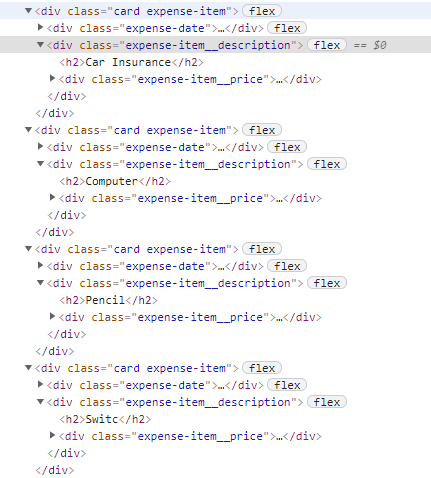 ▼<div class="card expense-item"> flex
▶<div class="expense-date">…</div> flex
▼<div class="expense-item__description"> flex == $0
<h2>Car Insurance</h2>
▶<div class="expense-item__price">…</div>
</div>
</div>
▼<div class="card expense-item"> flex
▶<div class="expense-date">…</div> flex
▼<div class="expense-item__description"> flex
<h2>Computer</h2>
▶<div class="expense-item__price">…</div>
</div>
</div>
▼<div class="card expense-item"> flex
▶<div class="expense-date">…</div> flex
▼<div class="expense-item__description"> flex
<h2>Pencil</h2>
▶<div class="expense-item__price">…</div>
</div>
</div>
▼<div class="card expense-item"> flex
▶<div class="expense-date">…</div> flex
▼<div class="expense-item__description"> flex
<h2>Switc</h2>
▶<div class="expense-item__price">…</div>
</div>
</div>